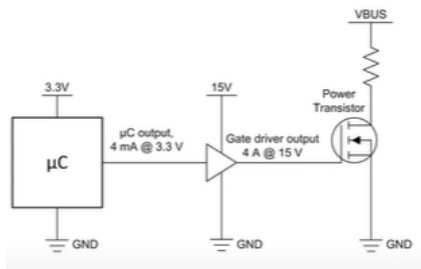 VBUS
3.3V
15V
Power
Transistor
µC output,
4 mA @ 3.3 V
Gate driver output
4 A @ 15 V
µC
GND
GND
GND